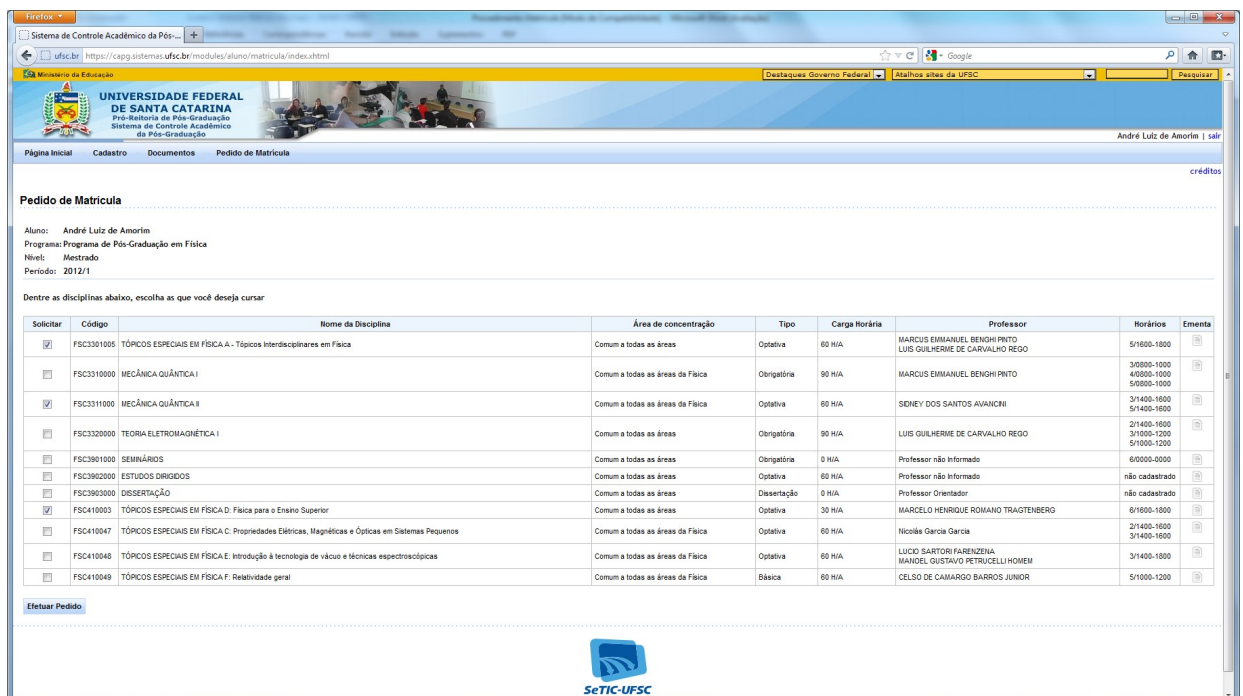 Firefox
Sistema de Controle Acadêmico da Pós-...
ufsc.br https://capg.sistemas.ufsc.br/modules/aluno/matricula/index.xhtml
Google
Ministério da Educação
Destaques Governo Federal
Atalhos sites da UFSC
Pesquisar
UNIVERSIDADE FEDERAL
DE SANTA CATARINA
Pró-Reitoria de Pós-Graduação
Sistema de Controle Acadêmico
da Pós-Graduação
André Luiz de Amorim | sair
Página Inicial Cadastro Documentos Pedido de Matrícula
créditos
Pedido de Matrícula
Aluno: André Luiz de Amorim
Programa: Programa de Pós-Graduação em Física
Nível: Mestrado
Período: 2012/1
Dentre as disciplinas abaixo, escolha as que você deseja cursar
Solicitar Código Nome da Disciplina Área de concentração Tipo Carga Horária Professor Horários Ementa
FSC3301005 TÓPICOS ESPECIAIS EM FÍSICA A - Tópicos Interdisciplinares em Física Comum a todas as áreas Optativa 60 H/A MARCUS EMMANUEL BENGHI PINTO 5/1600-1800
LUIS GUILHERME DE CARVALHO REGO
FSC3310000 MECÂNICA QUÂNTICA I Comum a todas as áreas da Física Obrigatória 90 H/A MARCUS EMMANUEL BENGHI PINTO 3/0800-1000
4/0800-1000
5/0800-1000
FSC3311000 MECÂNICA QUÂNTICA II Comum a todas as áreas da Física Optativa 60 H/A SIDNEY DOS SANTOS AVANCINI 3/1400-1600
5/1400-1600
FSC3320000 TEORIA ELETROMAGNÉTICA I Comum a todas as áreas Obrigatória 90 H/A LUIS GUILHERME DE CARVALHO REGO 2/1400-1600
3/1000-1200
5/1000-1200
FSC3901000 SEMINÁRIOS Comum a todas as áreas Obrigatória 0 H/A Professor não Informado 6/0000-0000
FSC3902000 ESTUDOS DIRIGIDOS Comum a todas as áreas Optativa 60 H/A Professor não Informado não cadastrado
FSC3903000 DISSERTAÇÃO Comum a todas as áreas Dissertação 0 H/A Professor Orientador não cadastrado
FSC410003 TÓPICOS ESPECIAIS EM FÍSICA D: Física para o Ensino Superior Comum a todas as áreas Optativa 30 H/A MARCELO HENRIQUE ROMANO TRAGTENBERG 6/1600-1800
FSC410047 TÓPICOS ESPECIAIS EM FÍSICA C: Propriedades Elétricas, Magnéticas e Ópticas em Sistemas Pequenos Comum a todas as áreas da Física Optativa 60 H/A Nicolás Garcia Garcia 2/1400-1600
3/1400-1600
FSC410048 TÓPICOS ESPECIAIS EM FÍSICA E: Introdução à tecnologia de vácuo e técnicas espectroscópicas Comum a todas as áreas da Física Optativa 60 H/A LUCIO SARTORI FARENZENA 3/1400-1800
MANOEL GUSTAVO PETRUCELLI HOMEM
FSC410049 TÓPICOS ESPECIAIS EM FÍSICA F: Relatividade geral Comum a todas as áreas da Física Básica 60 H/A CELSO DE CAMARGO BARROS JUNIOR 5/1000-1200
Efetuar Pedido
SeTIC-UFSC